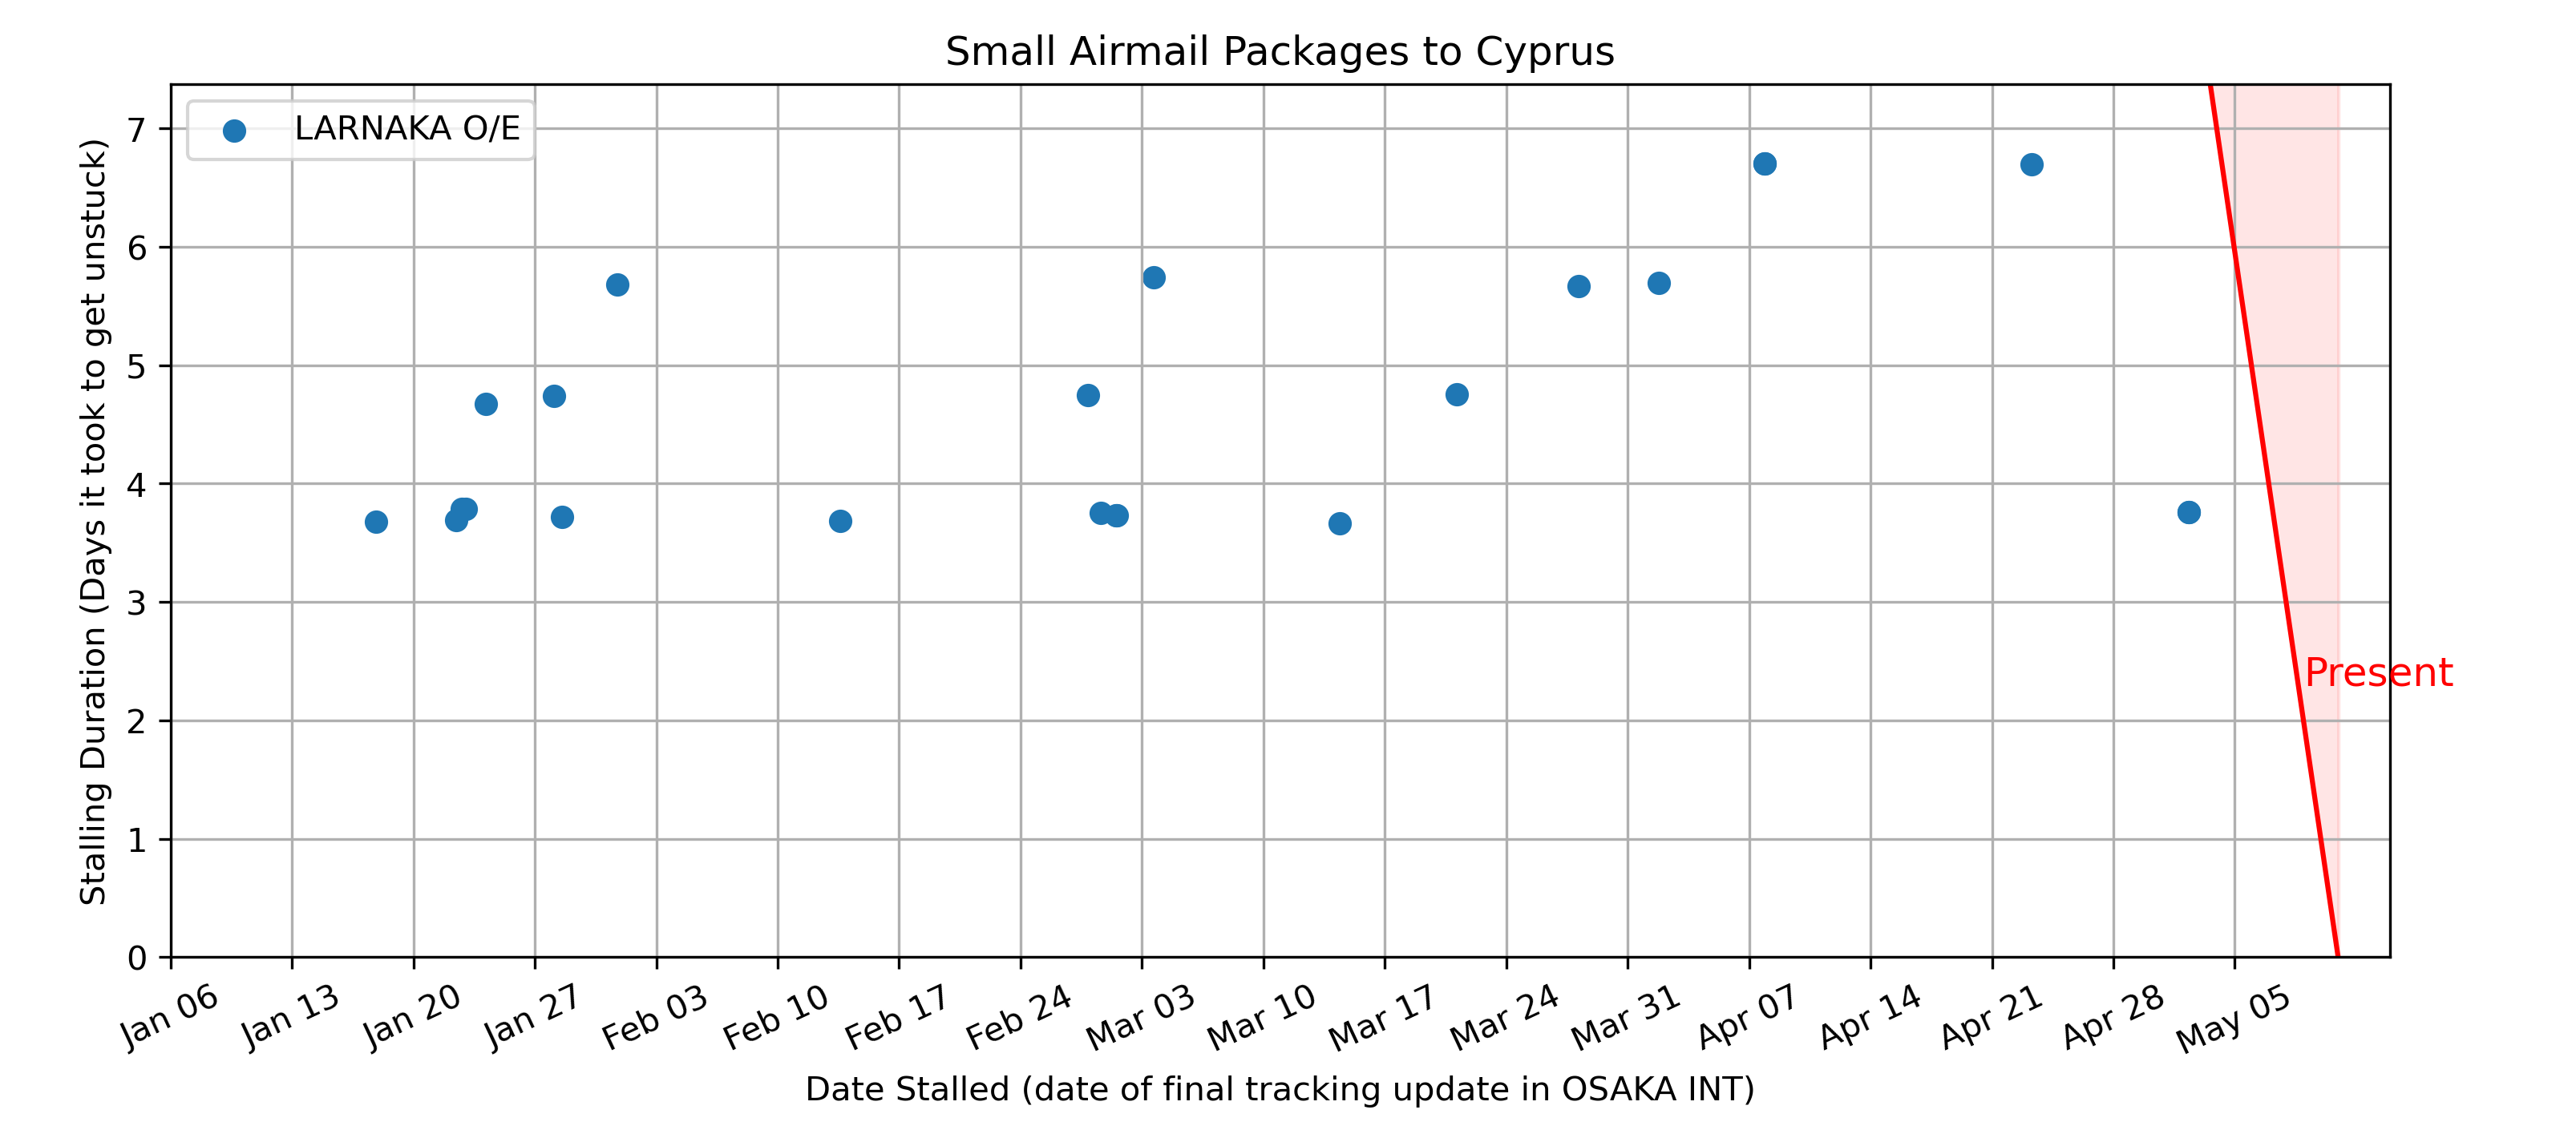 Small Airmail Packages to Cyprus
LARNAKA O/E
Stalling Duration (Days it took to get unstuck)
7
6
5
4
3
2
1
0
Present
Jan 06
Jan 13
Jan 20
Jan 27
Feb 03
Feb 10
Feb 17
Feb 24
Mar 03
Mar 10
Mar 17
Mar 24
Mar 31
Apr 07
Apr 14
Apr 21
Apr 28
May 05
Date Stalled (date of final tracking update in OSAKA INT)